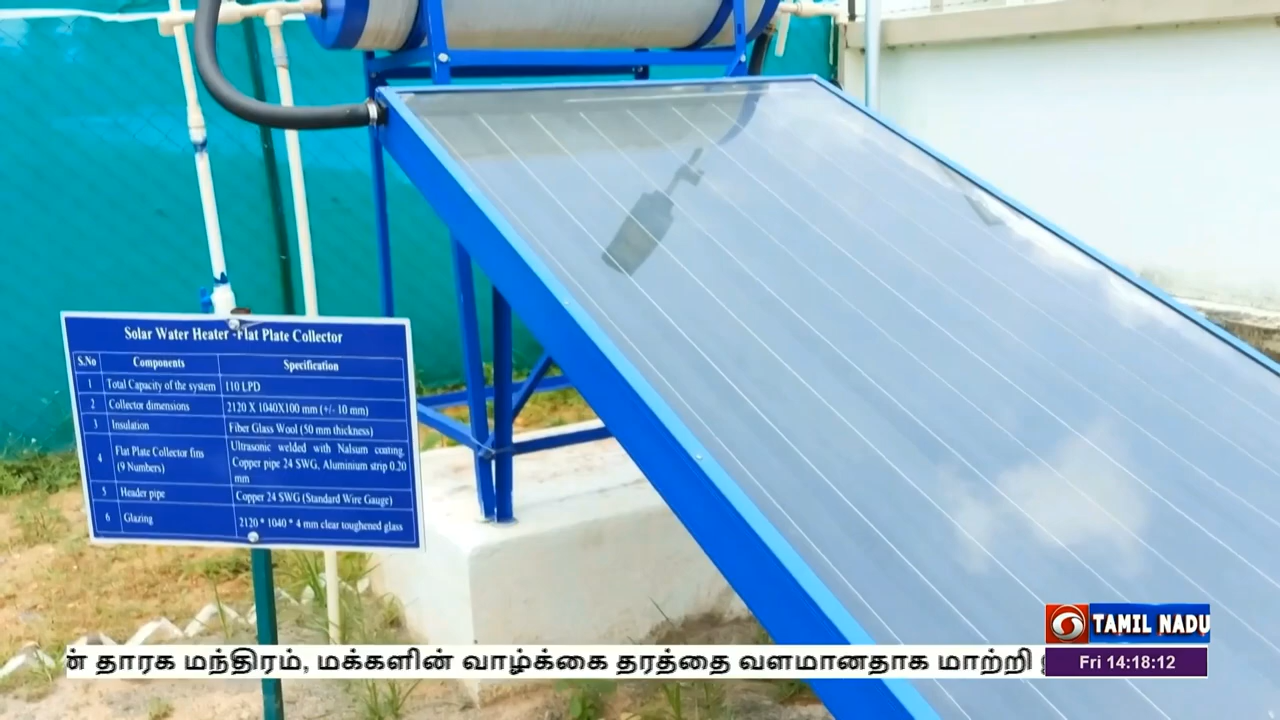 Solar Water Heater -Flat Plate Collector
S.No Components Specification
1 Total Capacity of the system 110 LPD
2 Collector dimensions 2120 X 1040X100 mm (+/- 10 mm)
3 Insulation Fiber Glass Wool (50 mm thickness)
4 Flat Plate Collector fins (9 Numbers) Ultrasonic welded with Nalsum coating,
Copper pipe 24 SWG, Aluminium strip 0.20
mm
5 Header pipe Copper 24 SWG (Standard Wire Gauge)
6 Glazing 2120 * 1040 * 4 mm clear toughened glass
TAMIL NADU
Fri 14:18:12
தாரக மந்திரம், மக்களின் வாழ்க்கை தரத்தை வளமானதாக மாற்றி